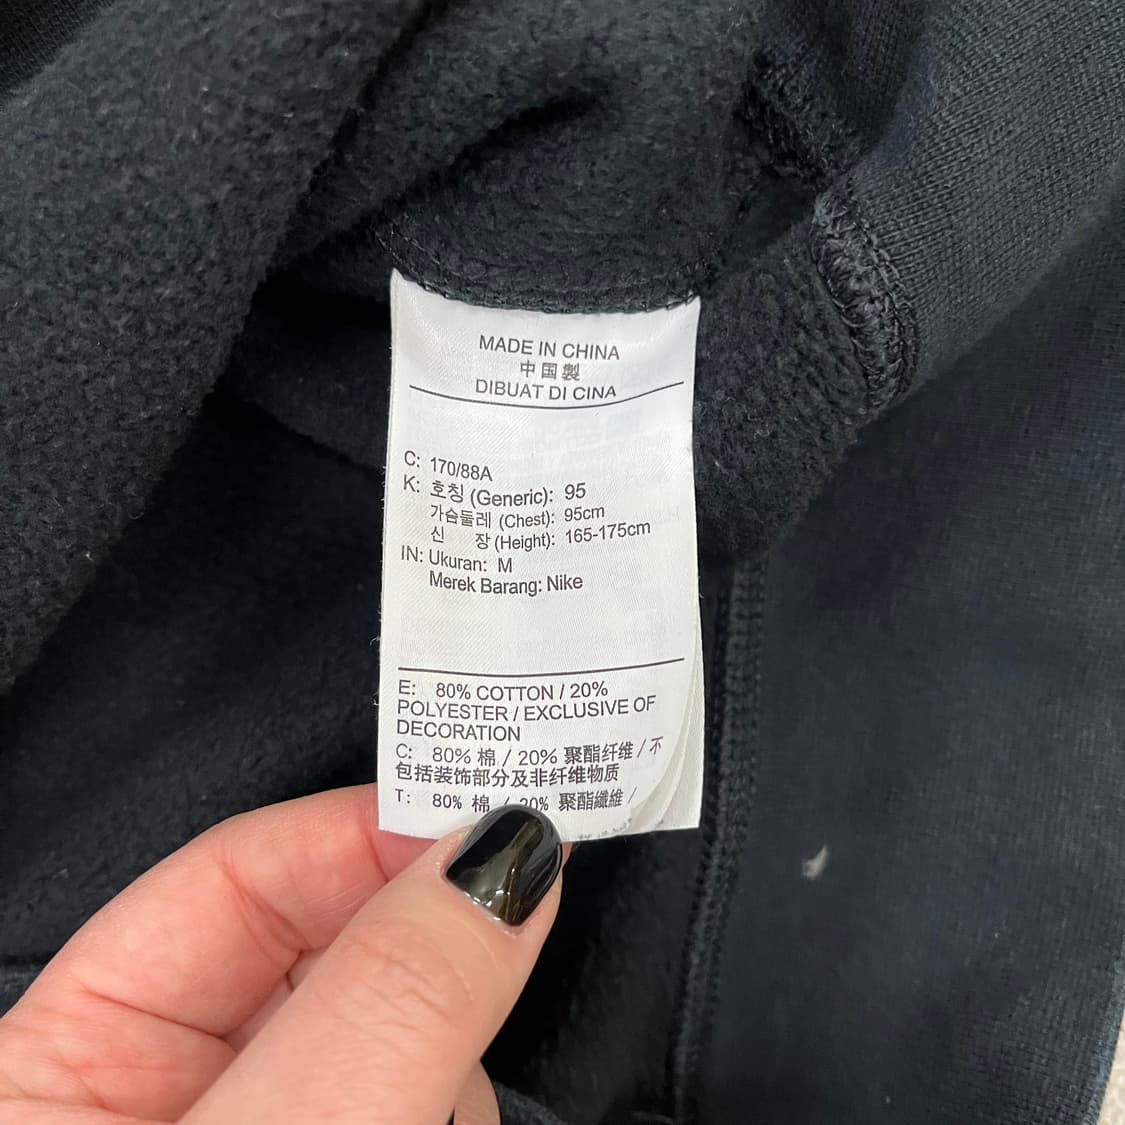 MADE IN CHINA
中国製
DIBUAT DI CINA
C: 170/88A
K: 호칭 (Generic): 95
가슴둘레 (Chest): 95cm
신 장 (Height): 165-175cm
IN: Ukuran: M
Merek Barang: Nike
E: 80% COTTON / 20%
POLYESTER / EXCLUSIVE OF
DECORATION
C: 80% 棉 / 20% 聚酯纤维 / 不
包括装饰部分及非纤维物质
T: 80% 棉 / 20% 聚酯纖維 /